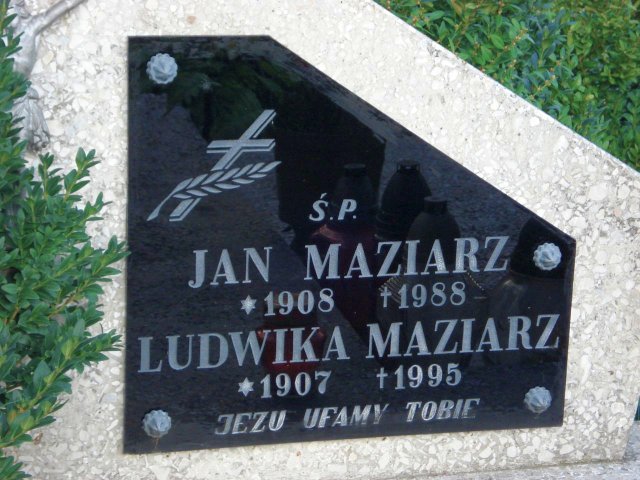 Ś.P.
JAN MAZIARZ
*1908 †1988
LUDWIKA MAZIARZ
*1907 †1995
JEZU UFAMY TOBIE